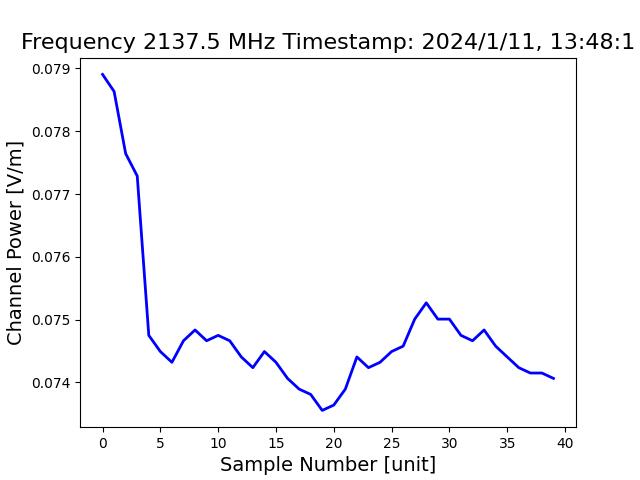 Frequency 2137.5 MHz Timestamp: 2024/1/11, 13:48:1
0.079
0.078
0.077
0.076
0.075
0.074
Channel Power [V/m]
0 5 10 15 20 25 30 35 40
Sample Number [unit]